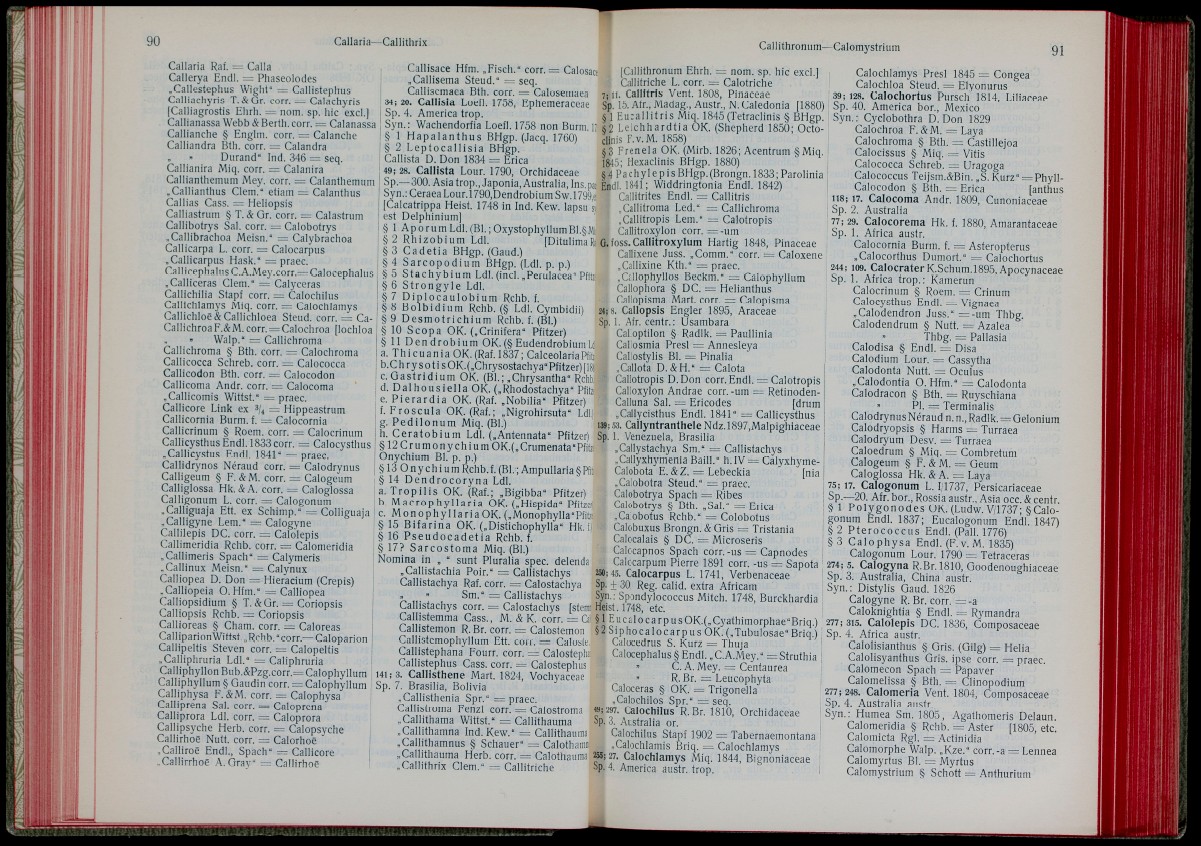 90
Callaria—Callithrix
Callaria Raf. = Calla
Callerya Endl. = Phaseolodes
„Callestephus Wight“ = Callistephus
Calliachyris T. & Gr. corr. = Calachyris
[Calliagrostis Ehrh. = nom. sp. hic excl.]
Callianassa Webb & Berth. corr. = Calanassa
Callianche § Englm. corr. = Calanche
Calliandra Bth. corr. = Calandra
„ „ Durand“ Ind. 346 = seq.
Callianira Miq. corr. = Calanira
Callianthemum Mey. corr. = Calanthemum
„Callianthus Clem.“ etiam = Calanthus
Callias Cass. = Heliopsis
Calliastrum § T. & Gr. corr. = Calastrum
Callibotrys Sal. corr. = Calobotrys
„Callibrachoa Meisn.“ = Calybrachoa
Callicarpa L. corr. = Calocarpus
„Callicarpus Hask.“ = praec.
Callicephalus C.A.Mey.corr.=Calocephalus
„Calliceras Clem.“ = Calyceras
Callichilia Stapf corr. = Calochilus
Callichlamys Miq. corr. = Calochlamys
Callichloë & Callichloea Steud. corr. = Ca-
Callichroa F.& M. corr. = Calochroa [lochloa
„ „ Walp.“ = Callichroma
Callichroma § Bth. corr. = Calochroma
Callicocca Schreb. corr. = Calococca
Callicodon Bth. corr. = Calocodon
Callicoma Andr. corr. = Calocoma
„Callicomis Wittst.“ = praec.
Callicore Link ex ³/₄ = Hippeastrum
Callicornia Burm. f. = Calocornia
Callicrinum § Roem. corr. = Calocrinum
Callicysthus Endl. 1833 corr. = Calocysthus
„Callicystus Endl. 1841“ = praec.
Callidrynos Néraud corr. = Calodrynus
Calligeum § F. & M. corr. = Calogeum
Calliglossa Hk. & A. corr. = Caloglossa
Calligonum L. corr. = Calogonum
„Calliguaja Ett. ex Schimp.“ = Colliguaja
„Calligyne Lem.“ = Calogyne
Callilepis DC. corr. = Calolepis
Callimeridia Rchb. corr. = Calomeridia
„Callimeris Spach“ = Calymeris
„Callinux Meisn.“ = Calynux
Calliopea D. Don = Hieracium (Crepis)
„Calliopeia O. Hfm.“ = Calliopea
Calliopsidium § T. & Gr. = Coriopsis
Calliopsis Rchb. = Coriopsis
Callioreas § Cham. corr. = Caloreas
Calliparion Wittst „Rchb.“corr.=Caloparion
Callipeltis Steven corr. = Calopeltis
„Calliphruria Ldl.“ = Caliphruria
Calliphyllon Bub.&Pzg.corr.=Calophyllum
Calliphyllum § Gaudin corr. = Calophyllum
Calliphysa F. & M. corr. = Calophysa
Calliprena Sal. corr. = Caloprena
Calliprora Ldl. corr. = Caloprora
Callipsyche Herb. corr. = Calopsyche
Callirhoë Nutt. corr. = Calorhoë
„Calliroë Endl., Spach“ = Callicore
„Callirrhoë A. Gray“ = Callirhoë
Callisace Hfm. „Fisch.“ corr. = Calosace
„Callisema Steud.“ = seq.
Callisemaea Bth. corr. = Calosemaea
34; 20. Callisia Loefl. 1758, Ephemeraceae
Sp. 4. America trop.
Syn.: Wachendorfia Loefl. 1758 non Burm.
§ 1 Hapalanthus BHgp. (Jacq. 1760)
§ 2 Leptocallisia BHgp.
Callista D. Don 1834 = Erica
49; 28. Callista Lour. 1790, Orchidaceae
Sp.—300. Asia trop., Japonia, Australia, Ins.
Syn.: Ceraea Lour. 1790, Dendrobium Sw. 1799,
[Calcatrippa Heist. 1748 in Ind. Kew. lapsu
est Delphinium]
§ 1 Aporum Ldl. (Bl.; Oxystophyllum Bl. §
§ 2 Rhizobium Ldl. [Ditulima
§ 3 Cadetia BHgp. (Gaud.)
§ 4 Sarcopodium BHgp. (Ldl. p. p.)
§ 5 Stachybium Ldl. (incl. „Perulacea“
§ 6 Strongyle Ldl.
§ 7 Diplocaulobium Rchb. f.
§ 8 Bolbidium Rchb. (§ Ldl. Cymbidii)
§ 9 Desmotrichium Rchb. f. (Bl.)
§ 10 Scopa OK. („Crinifera“ Pfitzer)
§ 11 Dendrobium OK. (§ Eudendrobium
a. Thicuania OK. (Raf. 1837; Calceolaria
b. Chrysotis OK. („Chrysostachya“ Pfitzer)
c. Gastridium OK. (Bl.; „Chrysantha“
d. Dalhousiella OK. („Rhodostachya“
e. Pierardia OK. (Raf. „Nobilia“ Pfitzer)
f. Froscula OK. (Raf.; „Nigrohirsuta“
g. Pedilonum Miq. (Bl.)
h. Ceratobium Ldl. („Antennata“ Pfitzer)
§ 12 Crumonychium OK. („Crumenata“
Onychium Bl. p. p.)
§ 13 Onychium Rchb. f. (Bl.; Ampullaria §
§ 14 Dendrocoryna Ldl.
a. Tropilis OK. (Raf.; „Bigibba“ Pfitzer)
b. Macrophyllaria OK. („Hispida“
c. Monophyllaria OK. („Monophylla“
§ 15 Bifarina OK. („Distichophylla“ Hk.
§ 16 Pseudocadetia Rchb. f.
§ 17? Sarcostoma Miq. (Bl.)
Nomina in „ “ sunt Pluralia spec. delenda
„Callistachia Poir.“ = Callistachys
Callistachya Raf. corr. = Calostachya
„ „ Sm.“ = Callistachys
Callistachys corr. = Calostachys
Callistemma Cass., M. & K. corr. =
Callistemon R. Br. corr. = Calostemon
Callistemophyllum Ett. corr. =
Callistephana Fourr. corr. =
Callistephus Cass. corr. = Calostephus
141; 3. Callisthene Mart. 1824, Vochyaceae
Sp. 7. Brasilia, Bolivia
„Callisthenia Spr.“ = praec.
Callistroma Fenzl corr. = Calostroma
„Callithama Wittst.“ = Callithauma
„Callithamna Ind. Kew.“ =
„Callithamnus § Schauer“ =
„Callithauma Herb. corr. = Calothauma
„Callithrix Clem.“ = Callitriche
Callithronum—Calomystrium
91
[Callithronum Ehrh. = nom. sp. hic excl.]
Callitriche L. corr. = Calotriche
7; 11. Callitris Vent. 1808, Pinaceae
Sp. 15. Afr., Madag., Austr., N. Caledonia [1880)
§ 1 Eucallitris Miq. 1845 (Tetraclinis § BHgp.
§ 2 Leichhardtia OK. (Shepherd 1850; Octo-
clinis F. v. M. 1858)
§ 3 Frenela OK. (Mirb. 1826; Acentrum § Miq.
1845; Hexaclinis BHgp. 1880)
§ 4 Pachylepis BHgp. (Brongn. 1833; Parolinia
Endl. 1841; Widdringtonia Endl. 1842)
Callitrites Endl. = Callitris
„Callitroma Led.“ = Callichroma
„Callitropis Lem.“ = Calotropis
Callitroxylon corr. = -um
G. foss. Callitroxylum Hartig 1848, Pinaceae
Callixene Juss. „Comm.“ corr. = Caloxene
„Callixine Kth.“ = praec.
„Callophyllos Beckm.“ = Calophyllum
Callophora § DC. = Helianthus
Callopisma Mart. corr. = Calopisma
24; 8. Callopsis Engler 1895, Araceae
Sp. 1. Afr. centr.: Usambara
Caloptilon § Radlk. = Paullinia
Callosmia Presl = Annesleya
Callostylis Bl. = Pinalia
„Callota D. & H.“ = Calota
Callotropis D. Don corr. Endl. = Calotropis
Calloxylon Andrae corr. -um = Retinoden-
Calluna Sal. = Ericodes [drum
„Callycisthus Endl. 1841“ = Callicysthus
139; 53. Callyntranthele Ndz. 1897, Malpighiaceae
Sp. 1. Venezuela, Brasilia
„Callystachya Sm.“ = Callistachys
„Callyxhymenia Baill.“ h. IV = Calyxhyme-
Calobota E. & Z. = Lebeckia [nia
„Calobotra Steud.“ = praec.
Calobotrya Spach = Ribes
Calobotrys § Bth. „Sal.“ = Erica
„Calobotus Rchb.“ = Colobotus
Calobuxus Brongn. & Gris = Tristania
Calocalais § DC. = Microseris
Calocapnos Spach corr. -us = Capnodes
Calocarpum Pierre 1891 corr. -us = Sapota
250; 45. Calocarpus L. 1741, Verbenaceae
Sp. ± 30 Reg. calid. extra Africam
Syn.: Spondylococcus Mitch. 1748, Burckhardia
Heist. 1748, etc.
§ 1 Eucalocarpus OK. („Cyathimorphae“ Briq.)
§ 2 Siphocalocarpus OK. („Tubulosae“ Briq.)
Calocedrus S. Kurz = Thuja
Calocephalus § Endl. „C.A.Mey.“ = Struthia
„ C. A. Mey. = Centaurea
„ R. Br. = Leucophyta
Caloceras § OK. = Trigonella
„Calochilos Spr.“ = seq.
49; 297. Calochilus R. Br. 1810, Orchidaceae
Sp. 3. Australia or.
Calochilus Stapf 1902 = Tabernaemontana
„Calochlamis Briq. = Calochlamys
255; 27. Calochlamys Miq. 1844, Bignoniaceae
Sp. 4. America austr. trop.
Calochlamys Presl 1845 = Congea
Calochloa Steud. = Elyonurus
39; 128. Calochortus Pursch 1814, Liliaceae
Sp. 40. America bor., Mexico
Syn.: Cyclobothra D. Don 1829
Calochroa F. & M. = Laya
Calochroma § Bth. = Castillejoa
Calocissus § Miq. = Vitis
Calococca Schreb. = Uragoga
Calococcus Teijsm.&Bin. „S. Kurz“ = Phyll-
Calocodon § Bth. = Erica [anthus
118; 17. Calocoma Andr. 1809, Cunoniaceae
Sp. 2. Australia
77; 29. Calocorema Hk. f. 1880, Amarantaceae
Sp. 1. Africa austr.
Calocornia Burm. f. = Asteropterus
„Calocorthus Dumort.“ = Calochortus
244; 109. Calocrater K. Schum. 1895, Apocynaceae
Sp. 1. Africa trop.: Kamerun
Calocrinum § Roem. = Crinum
Calocysthus Endl. = Vignaea
„Calodendron Juss.“ = -um Thbg.
Calodendrum § Nutt. = Azalea
„ Thbg. = Pallasia
Calodisa § Endl. = Disa
Calodium Lour. = Cassytha
Calodonta Nutt. = Oculus
„Calodontia O. Hfm.“ = Calodonta
Calodracon § Bth. = Ruyschiana
„ Pl. = Terminalis
Calodrynus Néraud n. n., Radlk. = Gelonium
Calodryopsis § Harms = Turraea
Calodryum Desv. = Turraea
Caloedrum § Miq. = Combretum
Calogeum § F. & M. = Geum
Caloglossa Hk. & A. = Laya
75; 17. Calogonum L. 1737, Persicariaceae
Sp.—20. Afr. bor., Rossia austr., Asia occ. & centr.
§ 1 Polygonodes OK. (Ludw. V/1737; § Calo-
gonum Endl. 1837; Eucalogonum Endl. 1847)
§ 2 Pterococcus Endl. (Pall. 1776)
§ 3 Calophysa Endl. (F. v. M. 1835)
Calogonum Lour. 1790 = Tetraceras
274; 5. Calogyna R. Br. 1810, Goodenoughiaceae
Sp. 3. Australia, China austr.
Syn.: Distylis Gaud. 1826
Calogyne R. Br. corr. = -a
Caloknightia § Endl. = Rymandra
277; 315. Calolepis DC. 1836, Composaceae
Sp. 4. Africa austr.
Calolisianthus § Gris. (Gilg) = Helia
Calolisyanthus Gris. ipse corr. = praec.
Calomecon Spach = Papaver
Calomelissa § Bth. = Clinopodium
277; 248. Calomeria Vent. 1804, Composaceae
Sp. 4. Australia austr.
Syn.: Humea Sm. 1805, Agathomeris Delaun.
Calomeridia § Rchb. = Aster [1805, etc.
Calomicta Rgl. = Actinidia
Calomorphe Walp. „Kze.“ corr. -a = Lennea
Calomyrtus Bl. = Myrtus
Calomystrium § Schott = Anthurium